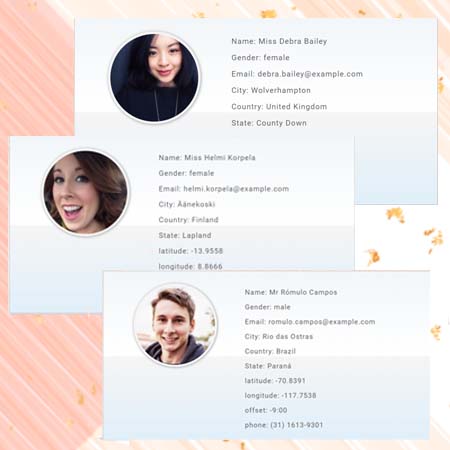 Name: Miss Debra Bailey
Gender: female
Email: debra.bailey@example.com
City: Wolverhampton
Country: United Kingdom
State: County Down
Name: Miss Helmi Korpela
Gender: female
Email: helmi.korpela@example.com
City: Äänekoski
Country: Finland
State: Lapland
latitude: -13.9558
longitude: 8.8666
Name: Mr Rómulo Campos
Gender: male
Email: romulo.campos@example.com
City: Rio das Ostras
Country: Brazil
State: Paraná
latitude: -70.8391
longitude: -117.7538
offset: -9:00
phone: (31) 1613-9301